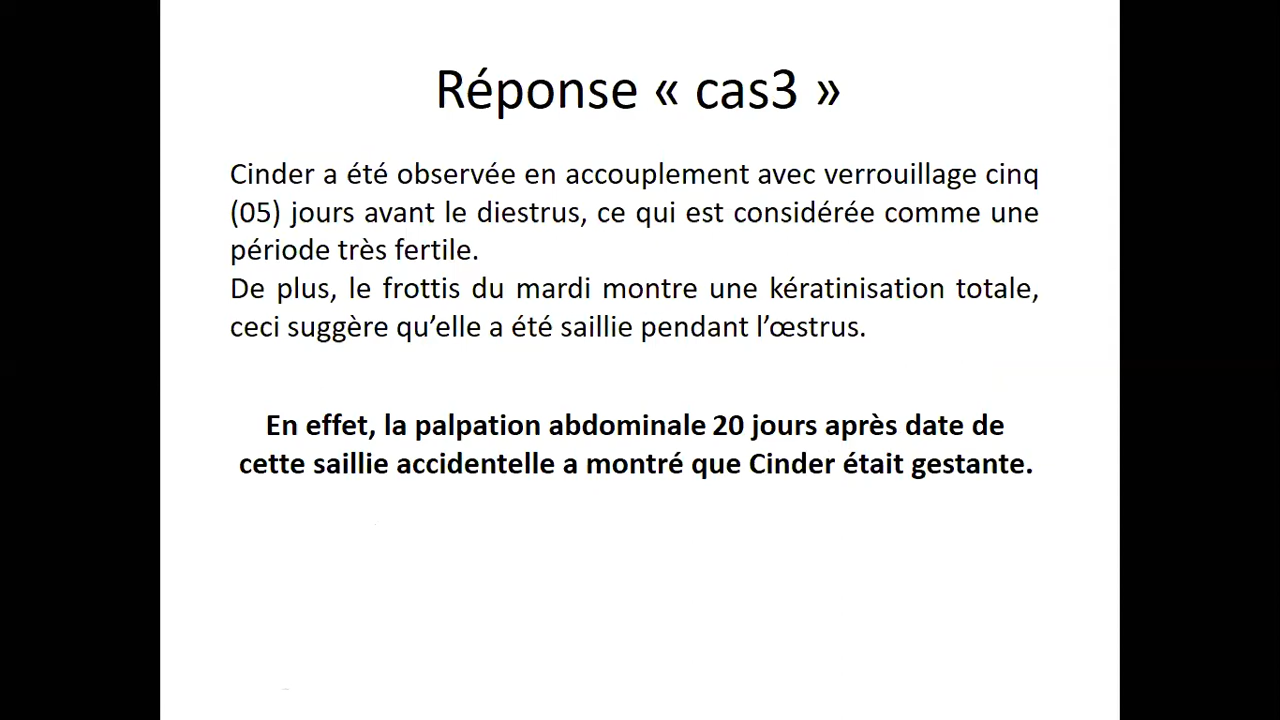 Réponse « cas3 »
Cinder a été observée en accouplement avec verrouillage cinq
(05) jours avant le diestrus, ce qui est considérée comme une
période très fertile.
De plus, le frottis du mardi montre une kératinisation totale,
ceci suggère qu’elle a été saillie pendant l’œstrus.
En effet, la palpation abdominale 20 jours après date de
cette saillie accidentelle a montré que Cinder était gestante.